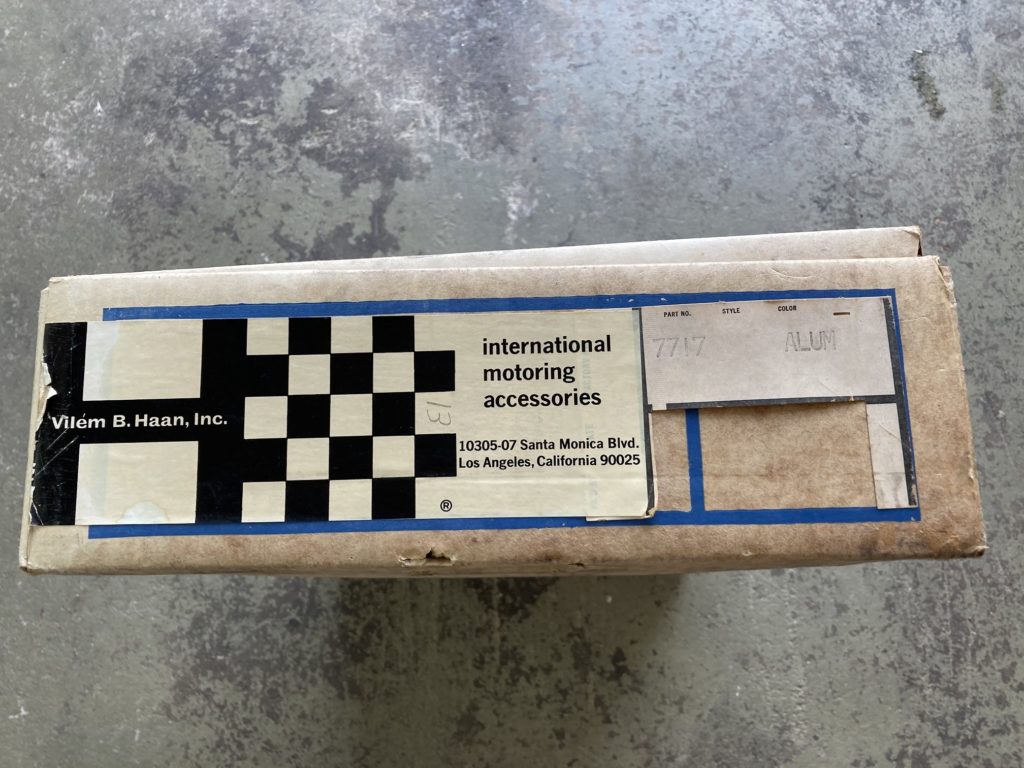 Vilém B. Haan, Inc.
international
motoring
accessories
13
10305-07 Santa Monica Blvd.
Los Angeles, California 90025
®
PART NO. STYLE COLOR
7717 ALUM